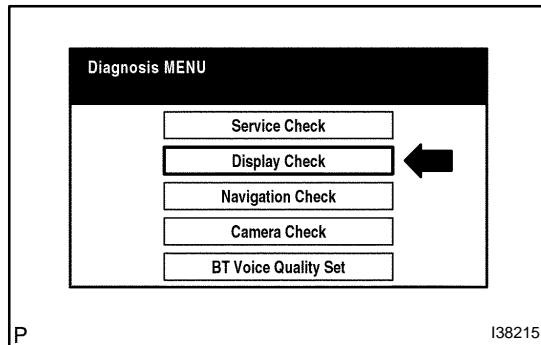 Diagnosis MENU
Service Check
Display Check
Navigation Check
Camera Check
BT Voice Quality Set
P
I38215